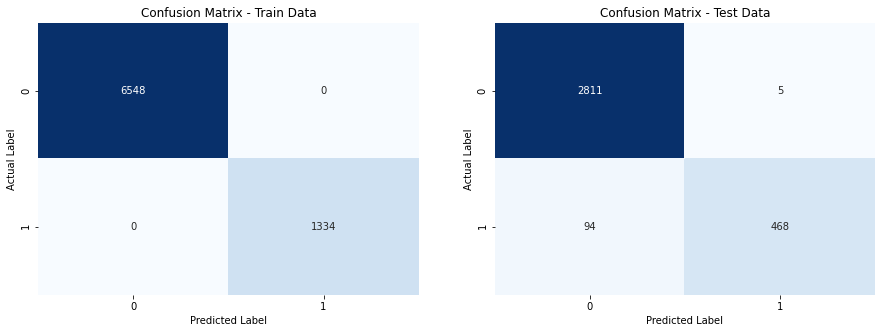 Confusion Matrix - Train Data
Actual Label
0
1
6548
0
0
1334
0
1
Predicted Label
Confusion Matrix - Test Data
Actual Label
0
1
2811
5
94
468
0
1
Predicted Label